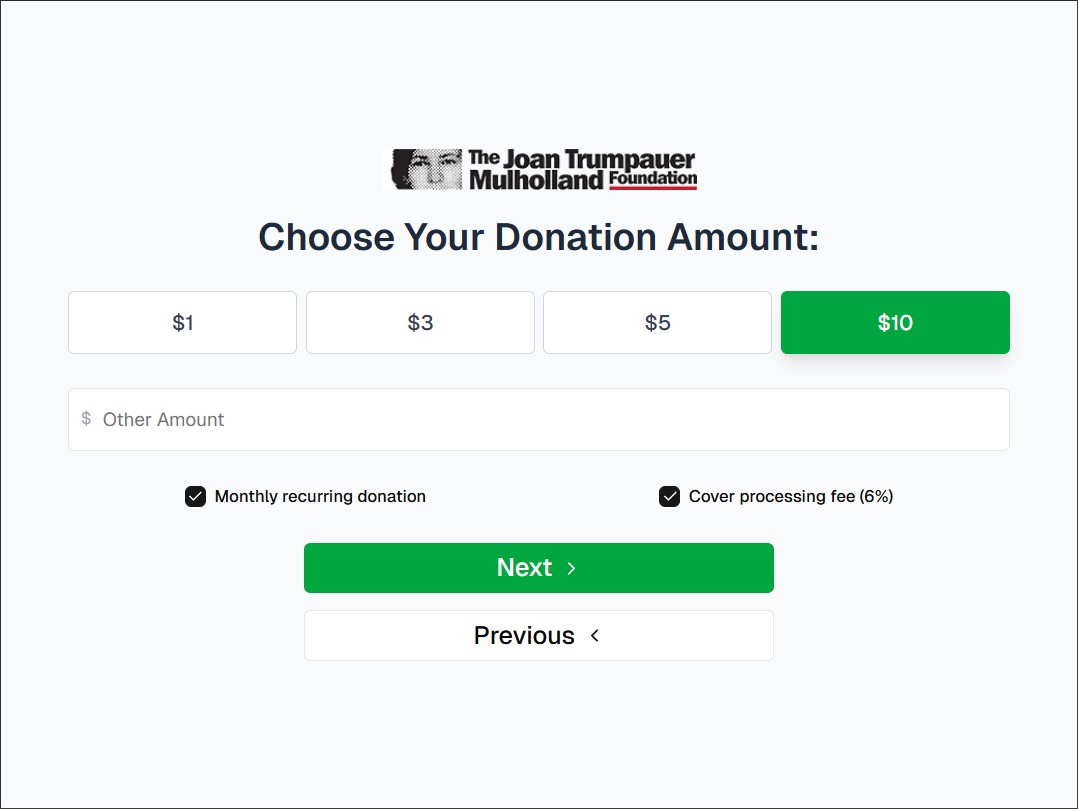 The Joan Trumpauer
Mulholland Foundation
Choose Your Donation Amount:
$1 $3 $5 $10
$ Other Amount
Monthly recurring donation Cover processing fee (6%)
Next
Previous